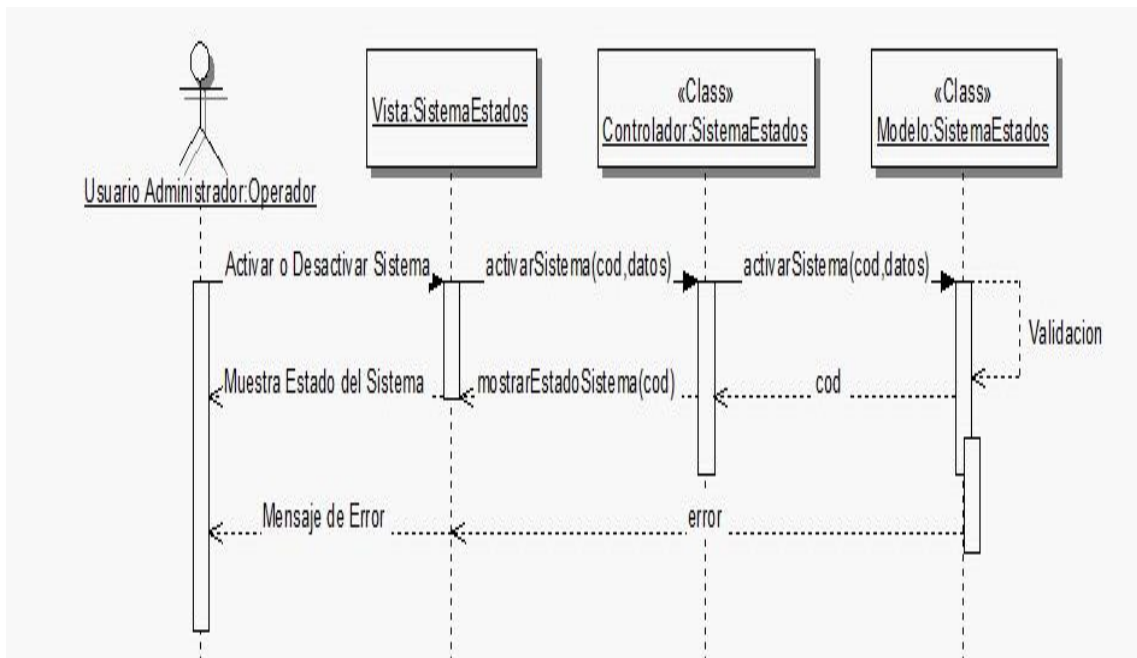 Usuario Administrador:Operador
Vista:SistemaEstados
«Class»
Controlador:SistemaEstados
«Class»
Modelo:SistemaEstados
Activar o Desactivar Sistema
activarSistema(cod,datos)
activarSistema(cod,datos)
Validacion
Muestra Estado del Sistema
mostrarEstadoSistema(cod)
cod
Mensaje de Error
error